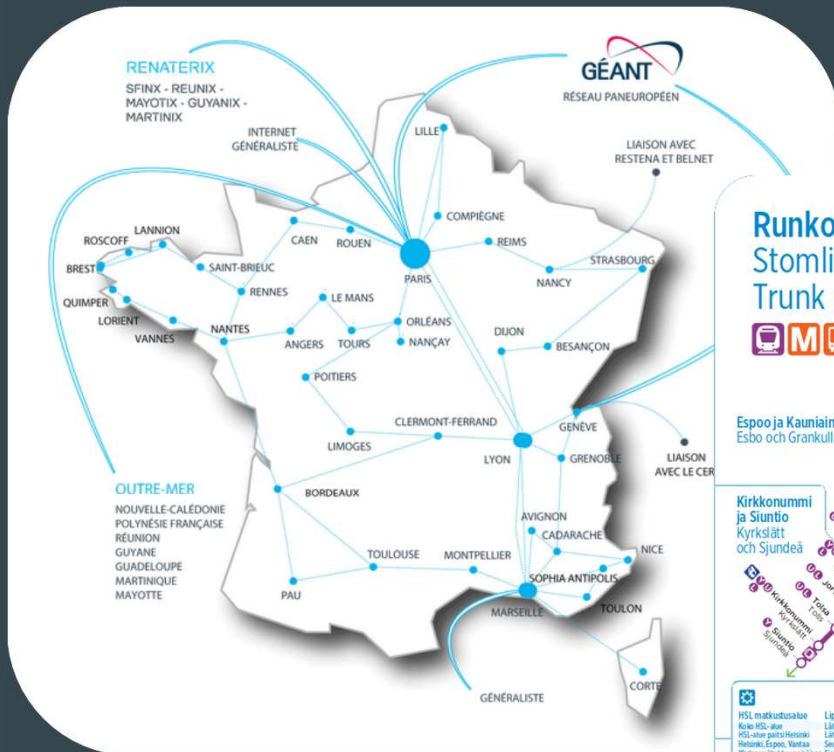 RENATERIX
SFINX - REUNIX -
MAYOTIX - GUYANIX -
MARTINIX
INTERNET
GÉNÉRALISTE
GÉANT
RÉSEAU PANEUROPÉEN
LIAISON AVEC
RESTENA ET BELNET
LILLE
COMPIÈGNE
CAEN
ROUEN
REIMS
PARIS
NANCY
STRASBOURG
ROSCOFF
LANNION
BREST
SAINT-BRIEUC
QUIMPER
RENNES
LORIENT
VANNES
NANTES
LE MANS
ANGERS
TOURS
ORLÉANS
NANÇAY
DIJON
BESANÇON
POITIERS
LIMOGES
CLERMONT-FERRAND
LYON
GENÈVE
GRENOBLE
LIAISON
AVEC LE CER
OUTRE-MER
NOUVELLE-CALÉDONIE
POLYNÉSIE FRANÇAISE
RÉUNION
GUYANE
GUADELOUPE
MARTINIQUE
MAYOTTE
BORDEAUX
PAU
TOULOUSE
MONTPELLIER
AVIGNON
CADARACHE
NICE
SOPHIA ANTIPOLIS
MARSEILLE
TOULON
CORTE
GÉNÉRALISTE
Runko
Stomli
Trunk
M
Espoo ja Kauniain
Esbo och Grankull
Kirkkonummi
ja Siuntio
Kyrkslätt
och Sjundeå
Jor
Tolsa
Tolls
Kirkkonummi
Kyrkslätt
Siuntio
Sjundeå
HSL matkustusalue
Koko HSL-alue
HSL-alue paitsi Helsinki
Helsinki, Espoo, Vantaa